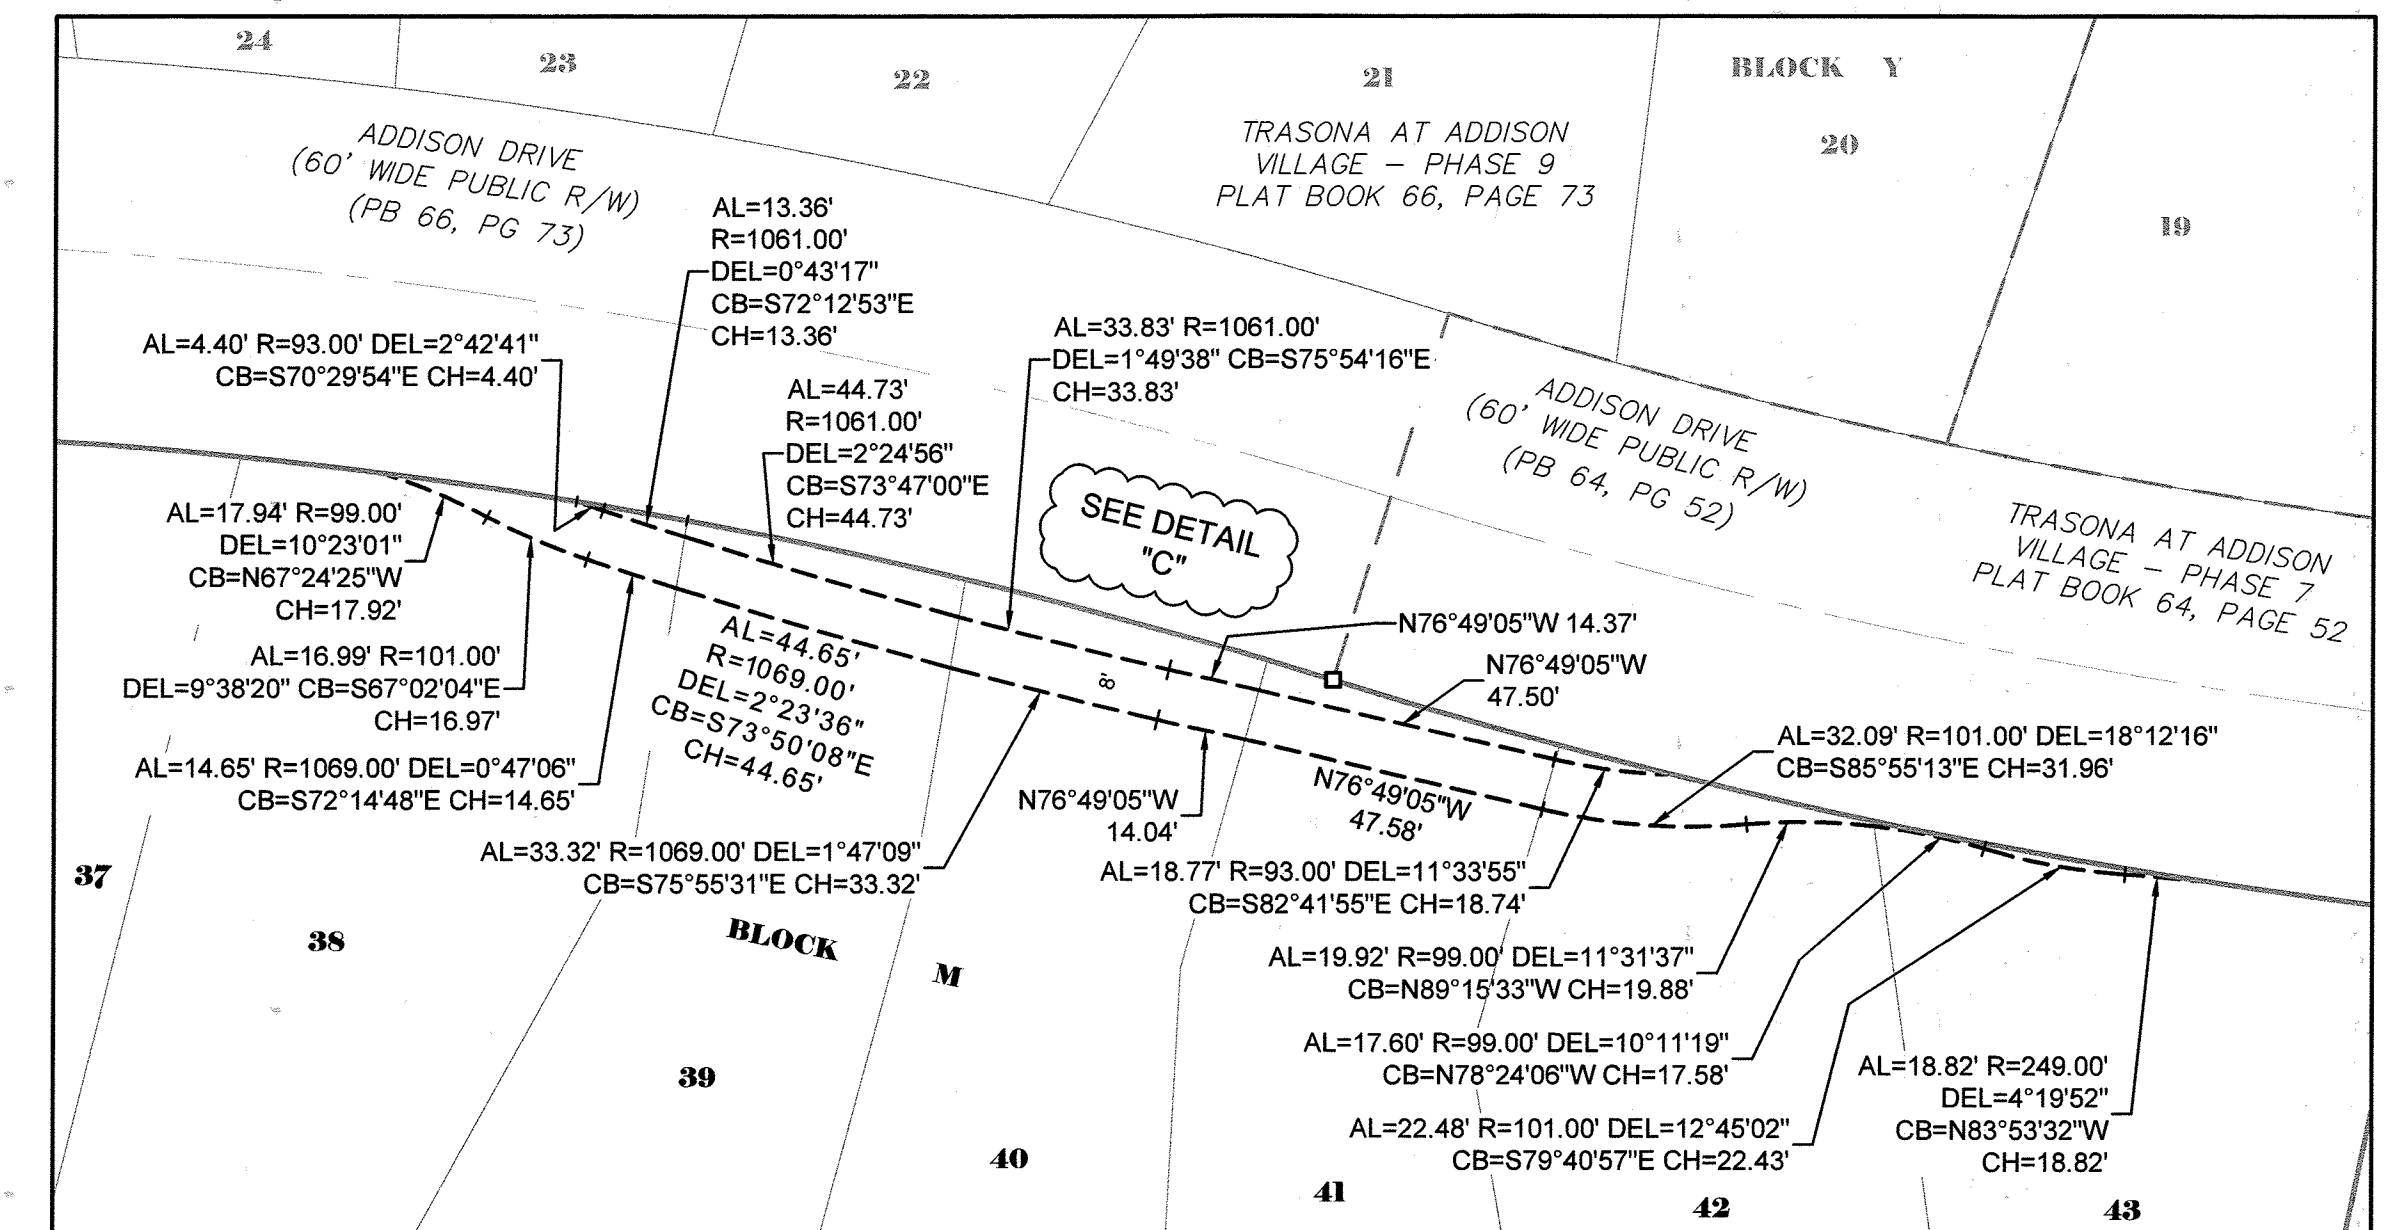 24
23
22
21
BLOCK Y
20
19
ADDISON DRIVE
(60' WIDE PUBLIC R/W)
(PB 66, PG 73)
TRASONA AT ADDISON
VILLAGE – PHASE 9
PLAT BOOK 66, PAGE 73
AL=13.36'
R=1061.00'
DEL=0°43'17"
CB=S72°12'53"E
CH=13.36'
AL=4.40' R=93.00' DEL=2°42'41"
CB=S70°29'54"E CH=4.40'
AL=33.83' R=1061.00'
DEL=1°49'38" CB=S75°54'16"E
CH=33.83'
AL=44.73'
R=1061.00'
DEL=2°24'56"
CB=S73°47'00"E
CH=44.73'
ADDISON DRIVE
(60' WIDE PUBLIC R/W)
(PB 64, PG 52)
SEE DETAIL
"C"
TRASONA AT ADDISON
VILLAGE – PHASE 7
PLAT BOOK 64, PAGE 52
AL=17.94' R=99.00'
DEL=10°23'01"
CB=N67°24'25"W
CH=17.92'
AL=16.99' R=101.00'
DEL=9°38'20" CB=S67°02'04"E
CH=16.97'
AL=14.65' R=1069.00' DEL=0°47'06"
CB=S72°14'48"E CH=14.65'
AL=44.65'
R=1069.00'
DEL=2°23'36"
CB=S73°50'08"E
CH=44.65'
8'
N76°49'05"W 14.37'
N76°49'05"W
47.50'
N76°49'05"W
14.04'
N76°49'05"W
47.58'
AL=32.09' R=101.00' DEL=18°12'16"
CB=S85°55'13"E CH=31.96'
AL=33.32' R=1069.00' DEL=1°47'09"
CB=S75°55'31"E CH=33.32'
AL=18.77' R=93.00' DEL=11°33'55"
CB=S82°41'55"E CH=18.74'
AL=19.92' R=99.00' DEL=11°31'37"
CB=N89°15'33"W CH=19.88'
AL=17.60' R=99.00' DEL=10°11'19"
CB=N78°24'06"W CH=17.58'
AL=22.48' R=101.00' DEL=12°45'02"
CB=S79°40'57"E CH=22.43'
AL=18.82' R=249.00'
DEL=4°19'52"
CB=N83°53'32"W
CH=18.82'
37
38
BLOCK M
39
40
41
42
43